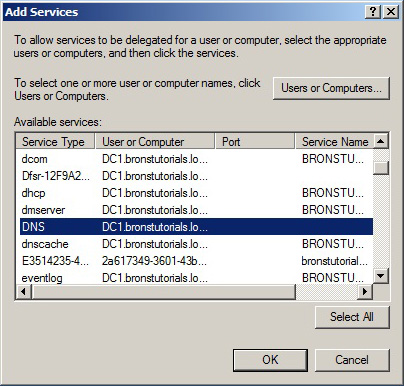 Add Services
To allow services to be delegated for a user or computer, select the appropriate
users or computers, and then click the services.
To select one or more user or computer names, click
Users or Computers.
Users or Computers...
Available services:
Service Type User or Computer Port Service Name
dcom DC1.bronstutorials.lo... BRONSTU...
Dfsr-12F9A2... DC1.bronstutorials.lo...
dhcp DC1.bronstutorials.lo... BRONSTU...
dmserver DC1.bronstutorials.lo... BRONSTU...
DNS DC1.bronstutorials.lo...
dnscache DC1.bronstutorials.lo... BRONSTU...
E3514235-4... 2a617349-3601-43b... bronstutorial...
eventlog DC1.bronstutorials.lo... BRONSTU...
Select All
OK
Cancel